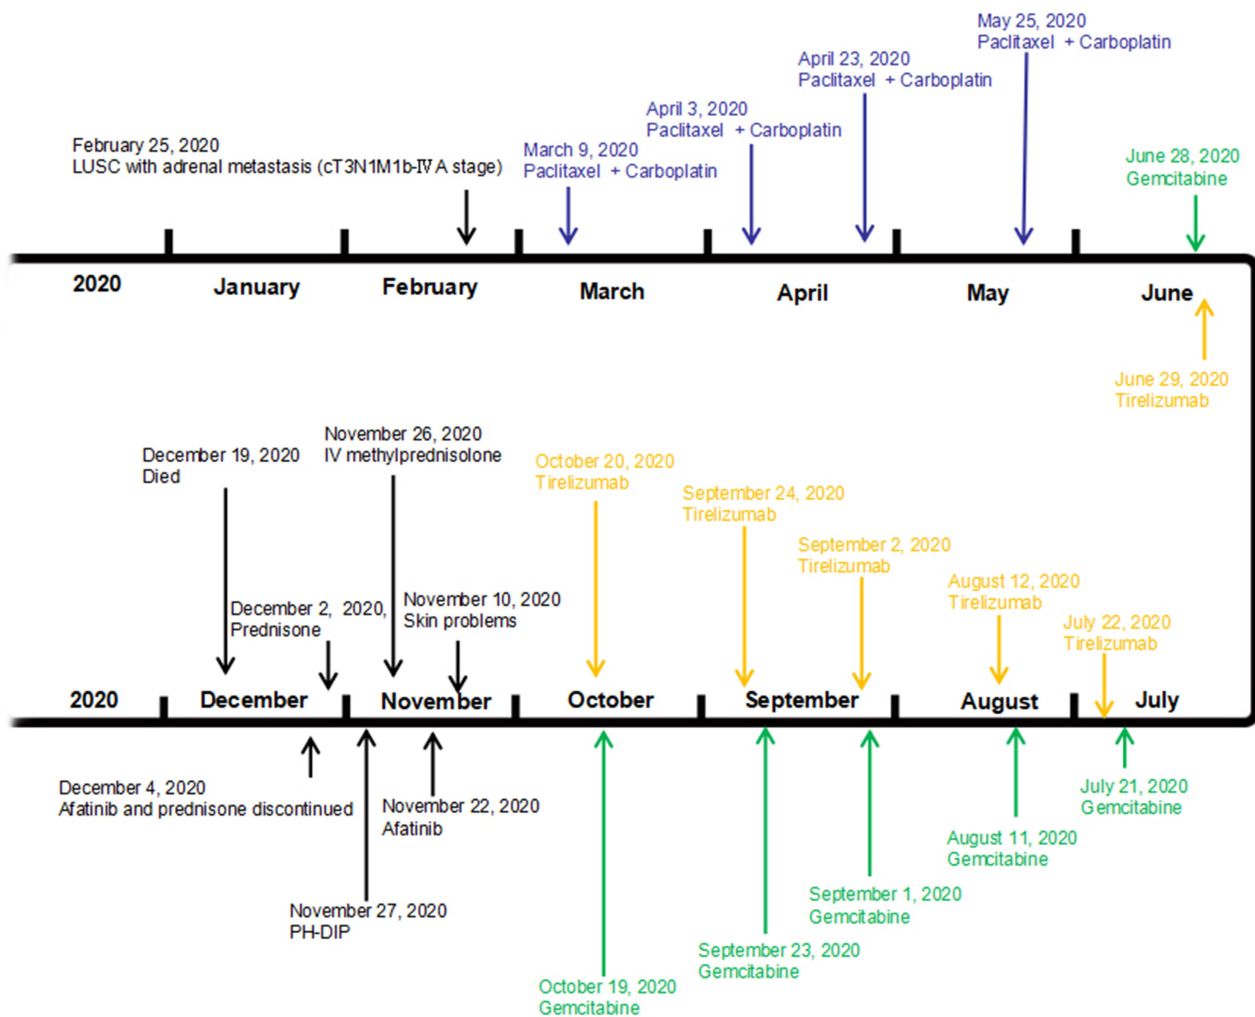 May 25, 2020
Paclitaxel + Carboplatin
April 23, 2020
Paclitaxel + Carboplatin
April 3, 2020
Paclitaxel + Carboplatin
March 9, 2020
Paclitaxel + Carboplatin
February 25, 2020
LUSC with adrenal metastasis (cT3N1M1b-IVA stage)
June 28, 2020
Gemcitabine
2020
January
February
March
April
May
June
June 29, 2020
Tirelizumab
December 19, 2020
Died
November 26, 2020
IV methylprednisolone
October 20, 2020
Tirelizumab
September 24, 2020
Tirelizumab
September 2, 2020
Tirelizumab
August 12, 2020
Tirelizumab
July 22, 2020
Tirelizumab
December 2, 2020,
Prednisone
November 10, 2020
Skin problems
2020
December
November
October
September
August
July
December 4, 2020
Afatinib and prednisone discontinued
November 22, 2020
Afatinib
November 27, 2020
PH-DIP
October 19, 2020
Gemcitabine
September 23, 2020
Gemcitabine
September 1, 2020
Gemcitabine
August 11, 2020
Gemcitabine
July 21, 2020
Gemcitabine